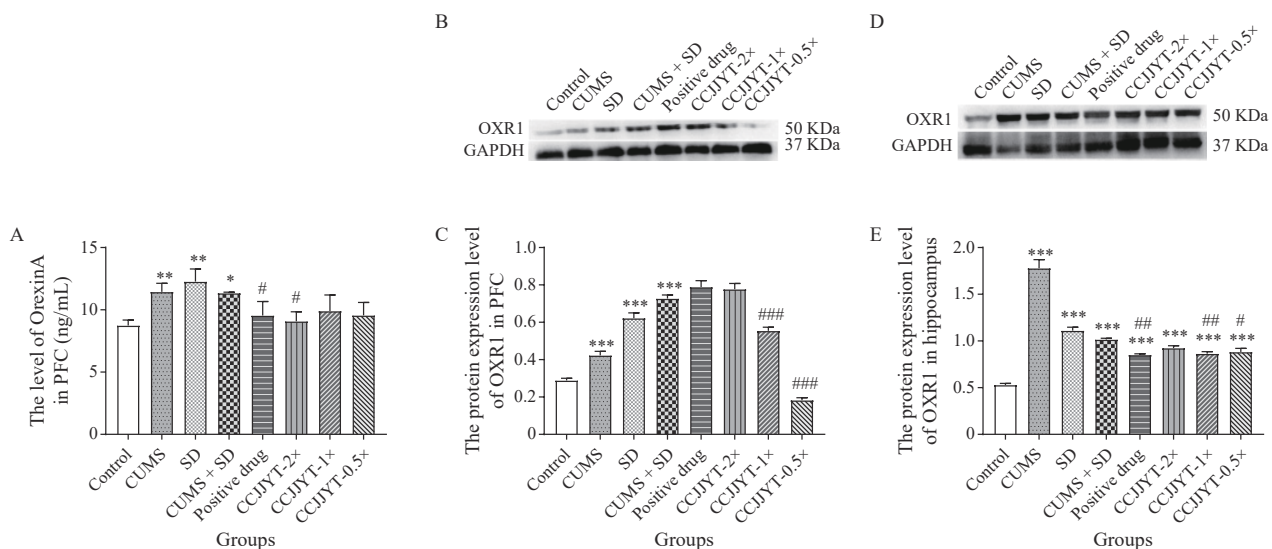 B
Control
CUMS
SD
CUMS + SD
Positive drug
CCJJYT-2×
CCJJYT-1×
CCJJYT-0.5×
OXR1
50 KDa
GAPDH
37 KDa
D
Control
CUMS
SD
CUMS + SD
Positive drug
CCJJYT-2×
CCJJYT-1×
CCJJYT-0.5×
OXR1
50 KDa
GAPDH
37 KDa
A
The level of OrexinA
in PFC (ng/mL)
15
10
5
0
**
**
*
#
#
Control
CUMS
SD
CUMS + SD
Positive drug
CCJJYT-2×
CCJJYT-1×
CCJJYT-0.5×
Groups
C
The protein expression level
of OXR1 in PFC
1.0
0.8
0.6
0.4
0.2
0
***
***
***
###
###
Control
CUMS
SD
CUMS + SD
Positive drug
CCJJYT-2×
CCJJYT-1×
CCJJYT-0.5×
Groups
E
The protein expression level
of OXR1 in hippocampus
2.0
1.5
1.0
0.5
0
***
***
***
##
***
***
##
***
#
***
Control
CUMS
SD
CUMS + SD
Positive drug
CCJJYT-2×
CCJJYT-1×
CCJJYT-0.5×
Groups